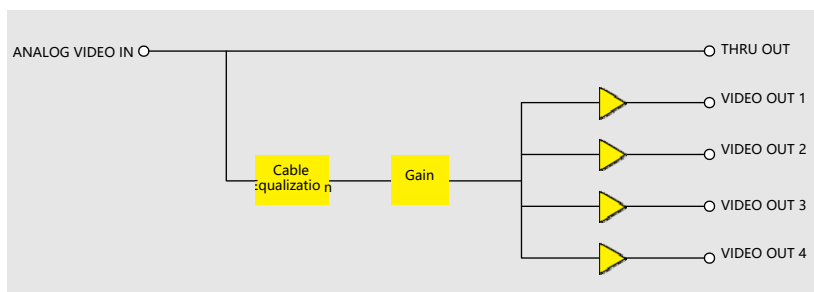 ANALOG VIDEO IN
THRU OUT
VIDEO OUT 1
VIDEO OUT 2
Cable
Equalization
Gain
VIDEO OUT 3
VIDEO OUT 4